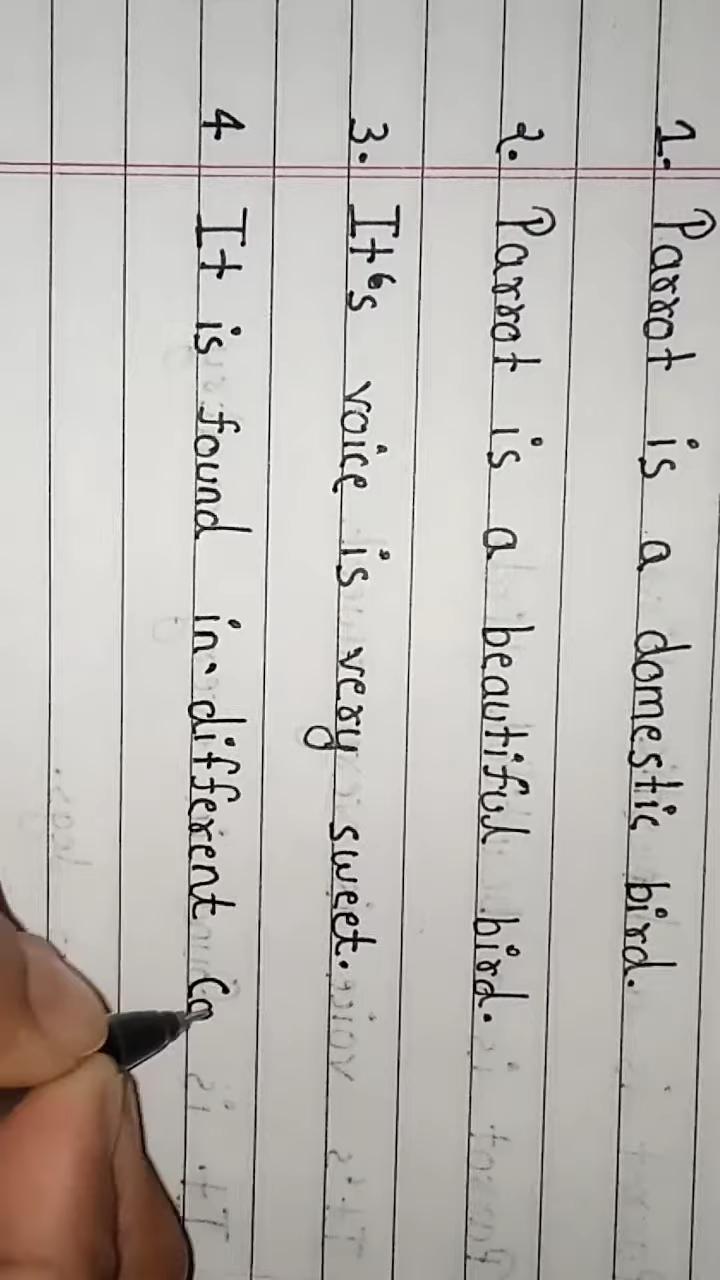 1. Parrot is a domestic bird.
2. Parrot is a beautiful bird.
3. It's voice is very sweet.
4 It is found in different Co